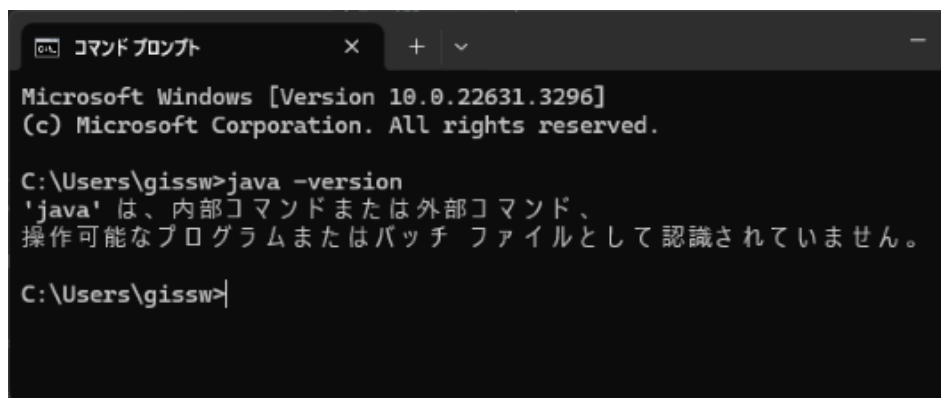 コマンド プロンプト
Microsoft Windows [Version 10.0.22631.3296]
(c) Microsoft Corporation. All rights reserved.
C:\Users\gissw>java -version
'java' は、内部コマンドまたは外部コマンド、
操作可能なプログラムまたはバッチ ファイルとして認識されていません。
C:\Users\gissw>